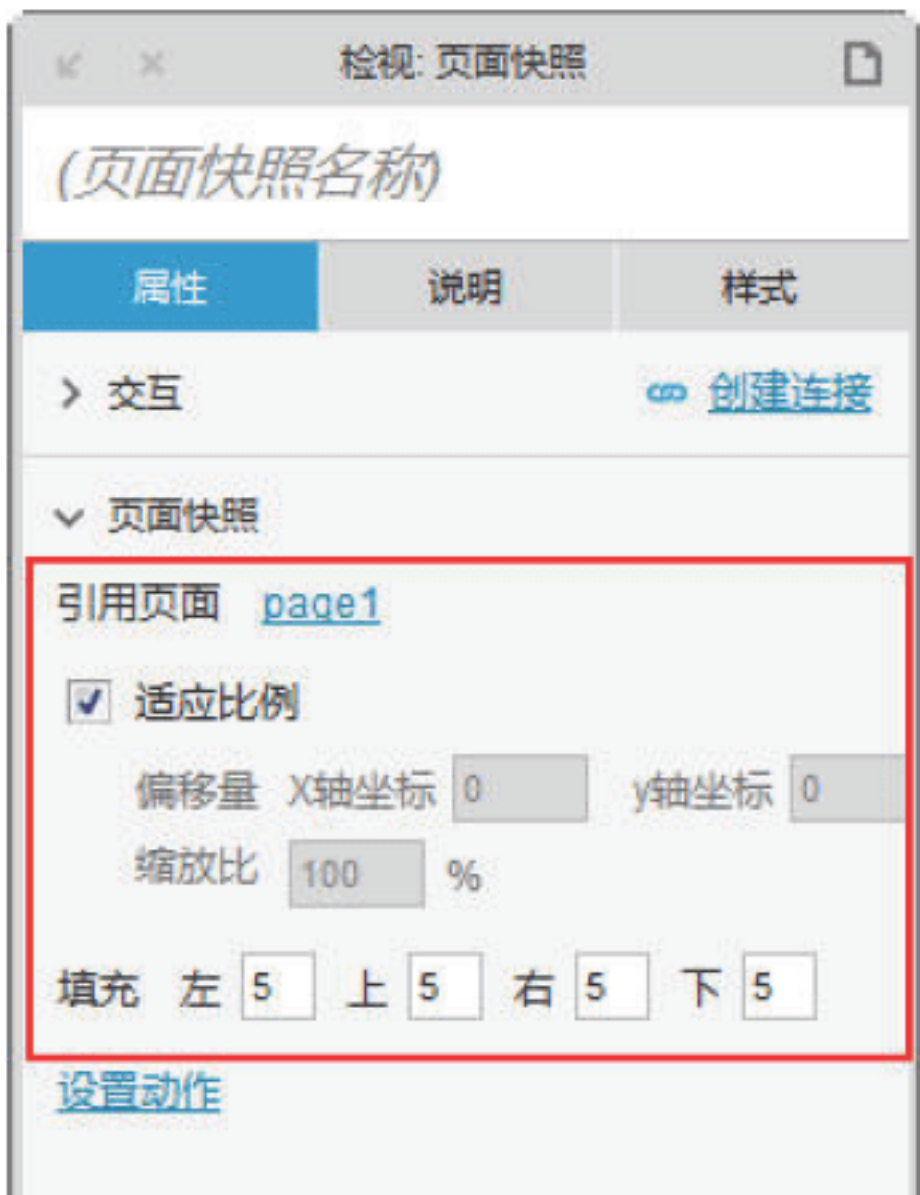 检视: 页面快照
(页面快照名称)
属性 说明 样式
交互 创建连接
页面快照
引用页面 page1
适应比例
偏移量 X轴坐标 0 y轴坐标 0
缩放比 100 %
填充 左 5 上 5 右 5 下 5
设置动作